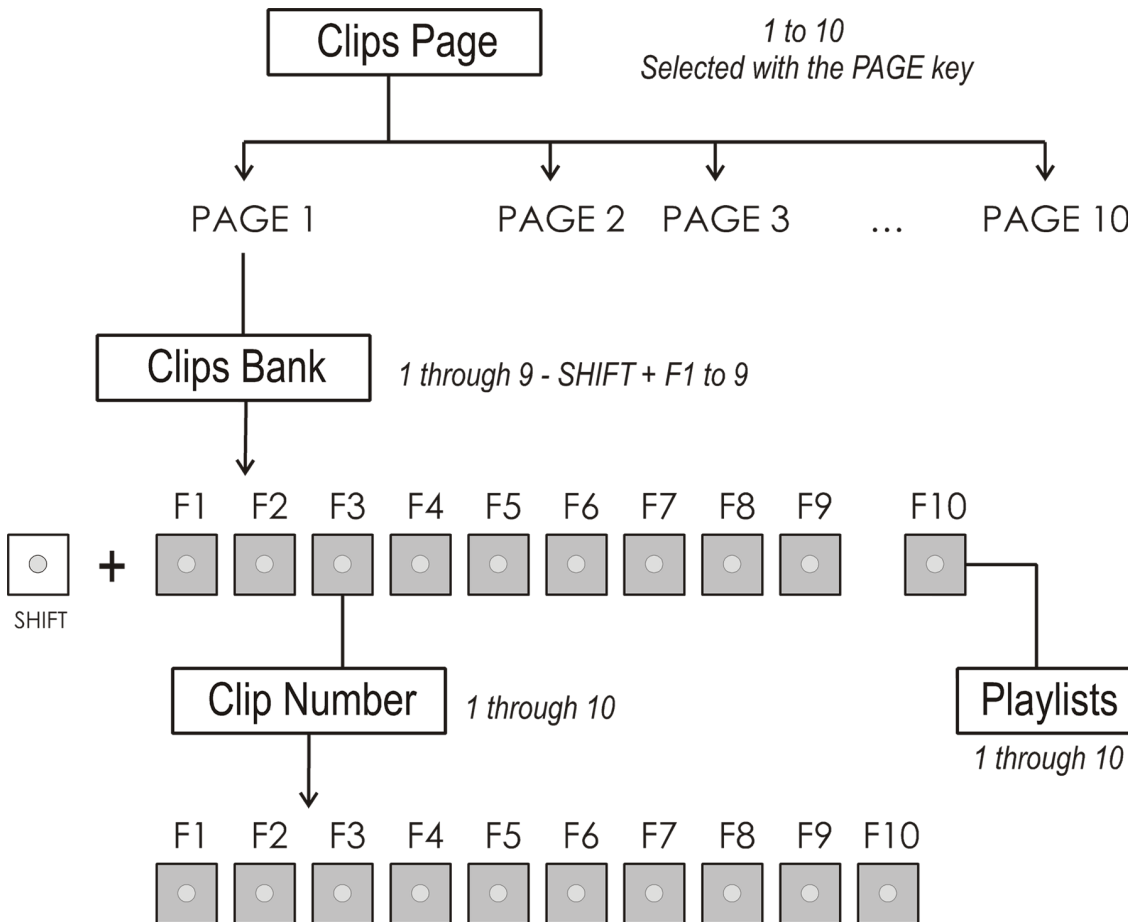 Clips Page
1 to 10
Selected with the PAGE key
PAGE 1 PAGE 2 PAGE 3 ... PAGE 10
Clips Bank
1 through 9 - SHIFT + F1 to 9
F1 F2 F3 F4 F5 F6 F7 F8 F9 F10
+
SHIFT
Clip Number
1 through 10
Playlists
1 through 10
F1 F2 F3 F4 F5 F6 F7 F8 F9 F10